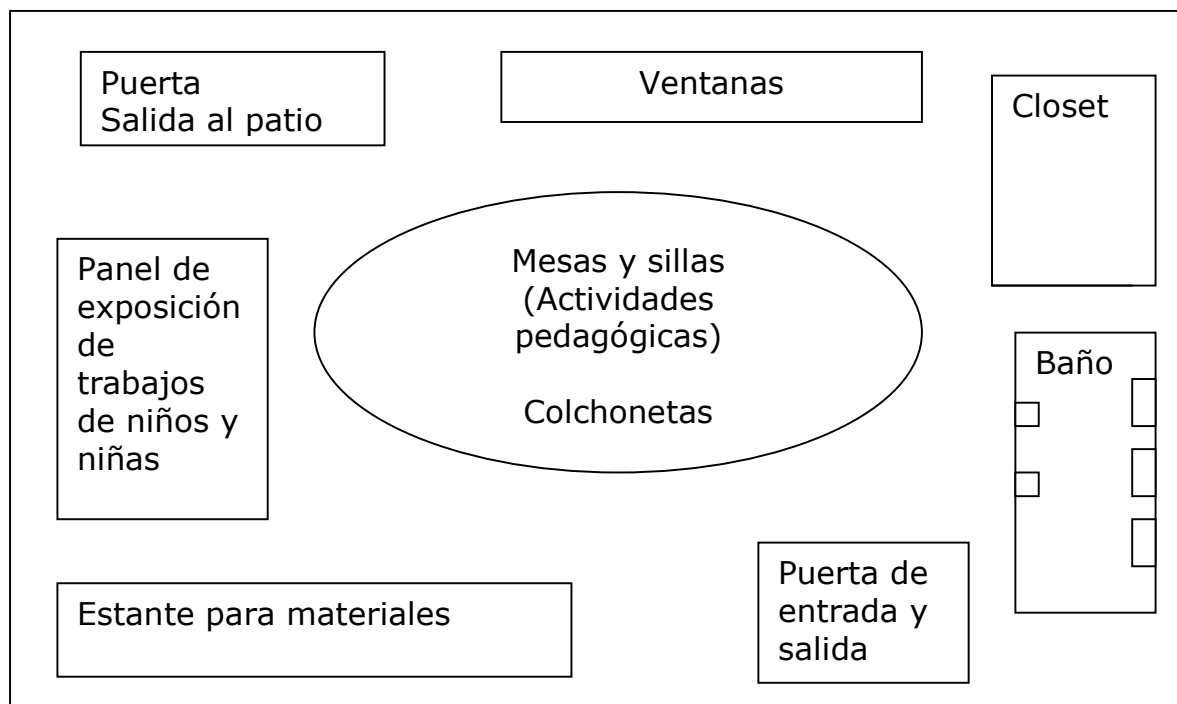 Puerta
Salida al patio
Ventanas
Closet
Panel de
exposición
de
trabajos
de niños y
niñas
Mesas y sillas
(Actividades
pedagógicas)
Colchonetas
Baño
Estante para materiales
Puerta de
entrada y
salida